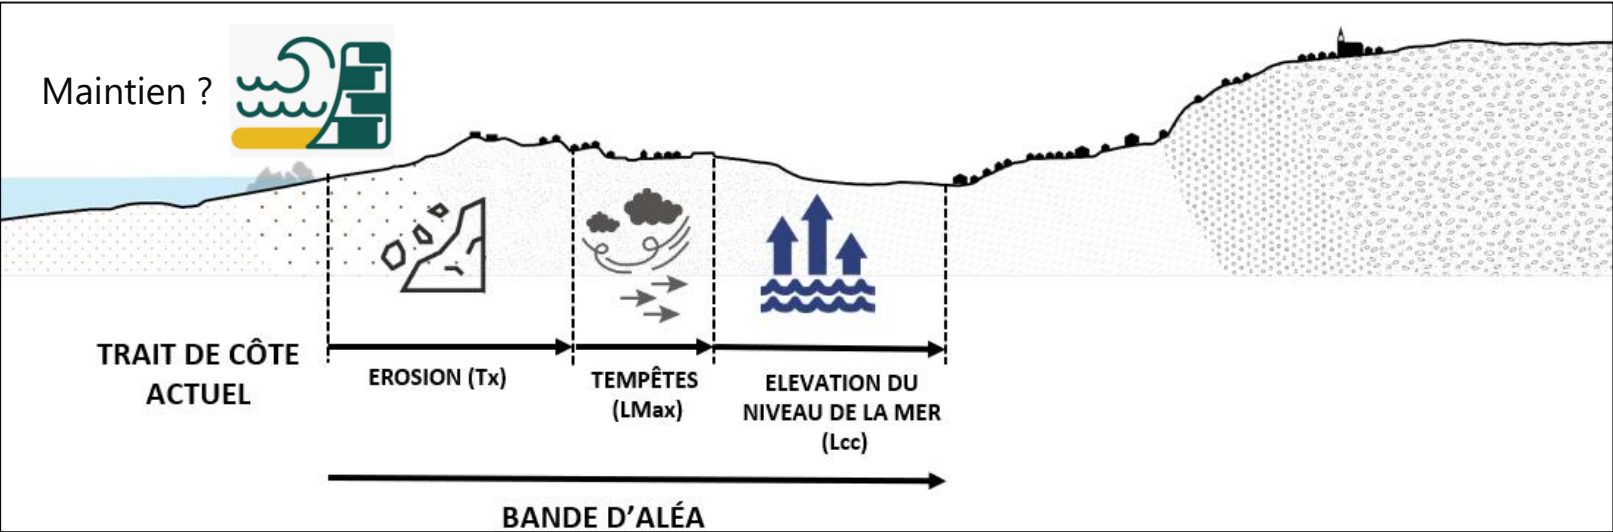 Maintien ?
TRAIT DE CÔTE
ACTUEL
EROSION (Tx)
TEMPÊTES
(LMax)
ELEVATION DU
NIVEAU DE LA MER
(Lcc)
BANDE D'ALÉA